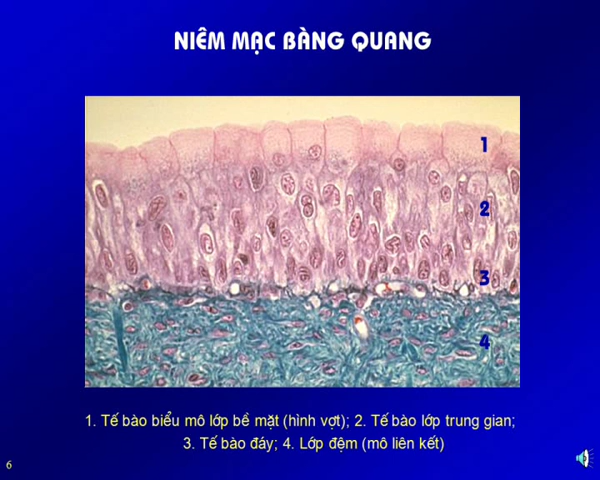 NIÊM MẠC BÀNG QUANG
1
2
3
4
1. Tế bào biểu mô lớp bề mặt (hình vợt); 2. Tế bào lớp trung gian;
3. Tế bào đáy; 4. Lớp đệm (mô liên kết)
6